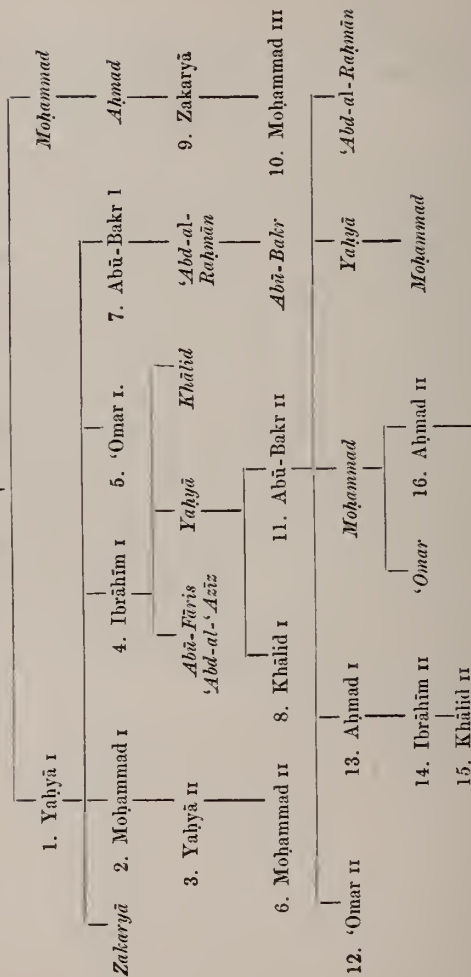 1. Yaḥyā I
Moḥammad
Zakaryā
2. Moḥammad I
4. Ibrāhīm I
5. ‘Omar I.
7. Abū-Bakr I
Aḥmad
3. Yaḥyā II
Abū-Fāris
‘Abd-al-‘Azīz
Yaḥyā
Khālid
‘Abd-al-
Raḥmān
9. Zakaryā
6. Moḥammad II
8. Khālid I
11. Abū-Bakr II
Abū-Bakr
10. Moḥammad III
12. ‘Omar II
13. Aḥmad I
Moḥammad
Yaḥyā
‘Abd-al-Raḥmān
14. Ibrāhīm II
‘Omar
16. Aḥmad II
Moḥammad
15. Khālid II